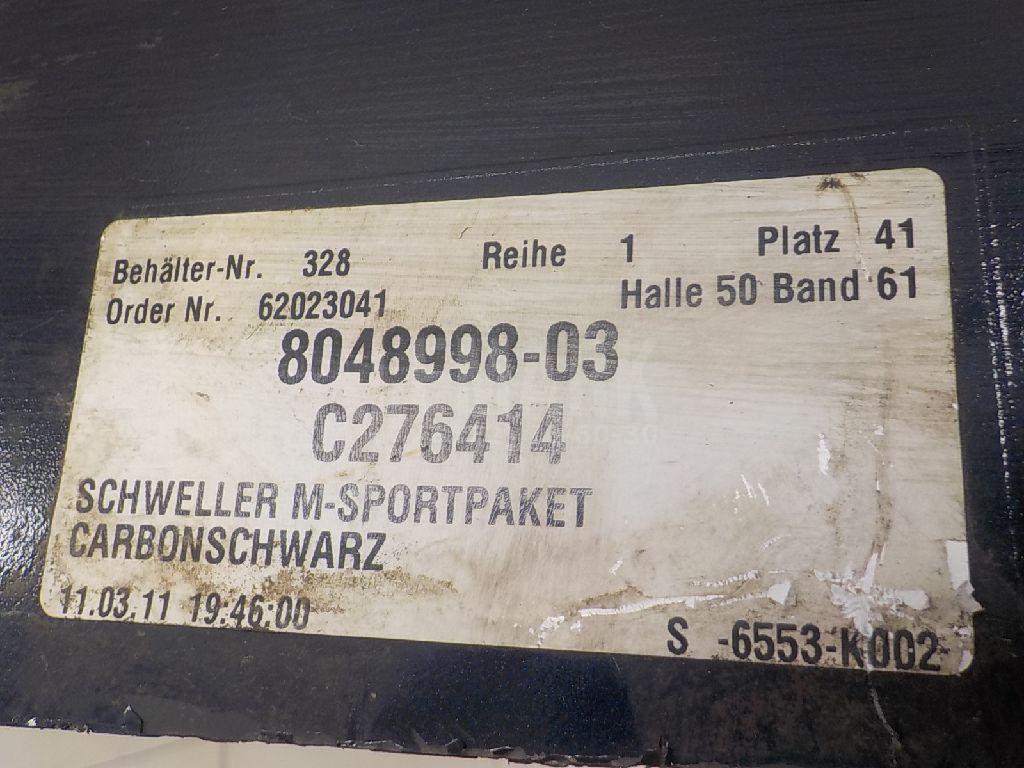 Behälter-Nr. 328 Reihe 1 Platz 41
Order Nr. 62023041 Halle 50 Band 61
8048998-03
C276414
SCHWELLER M-SPORTPAKET
CARBONSCHWARZ
11.03.11 19:46:00
S -6553-K002-